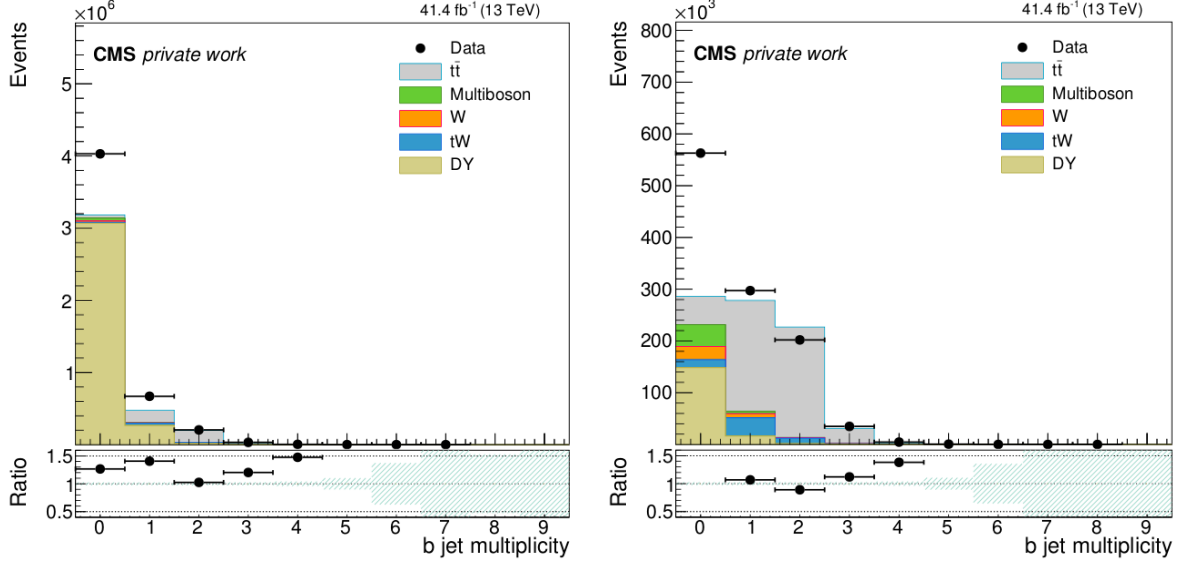 ×10⁶
41.4 fb⁻¹ (13 TeV)
Events
CMS private work
Data
tt̄
Multiboson
W
tW
DY
5
4
3
2
1
Ratio
1.5
1
0.5
0 1 2 3 4 5 6 7 8 9
b jet multiplicity
×10³
41.4 fb⁻¹ (13 TeV)
Events
CMS private work
Data
tt̄
Multiboson
W
tW
DY
800
700
600
500
400
300
200
100
Ratio
1.5
1
0.5
0 1 2 3 4 5 6 7 8 9
b jet multiplicity